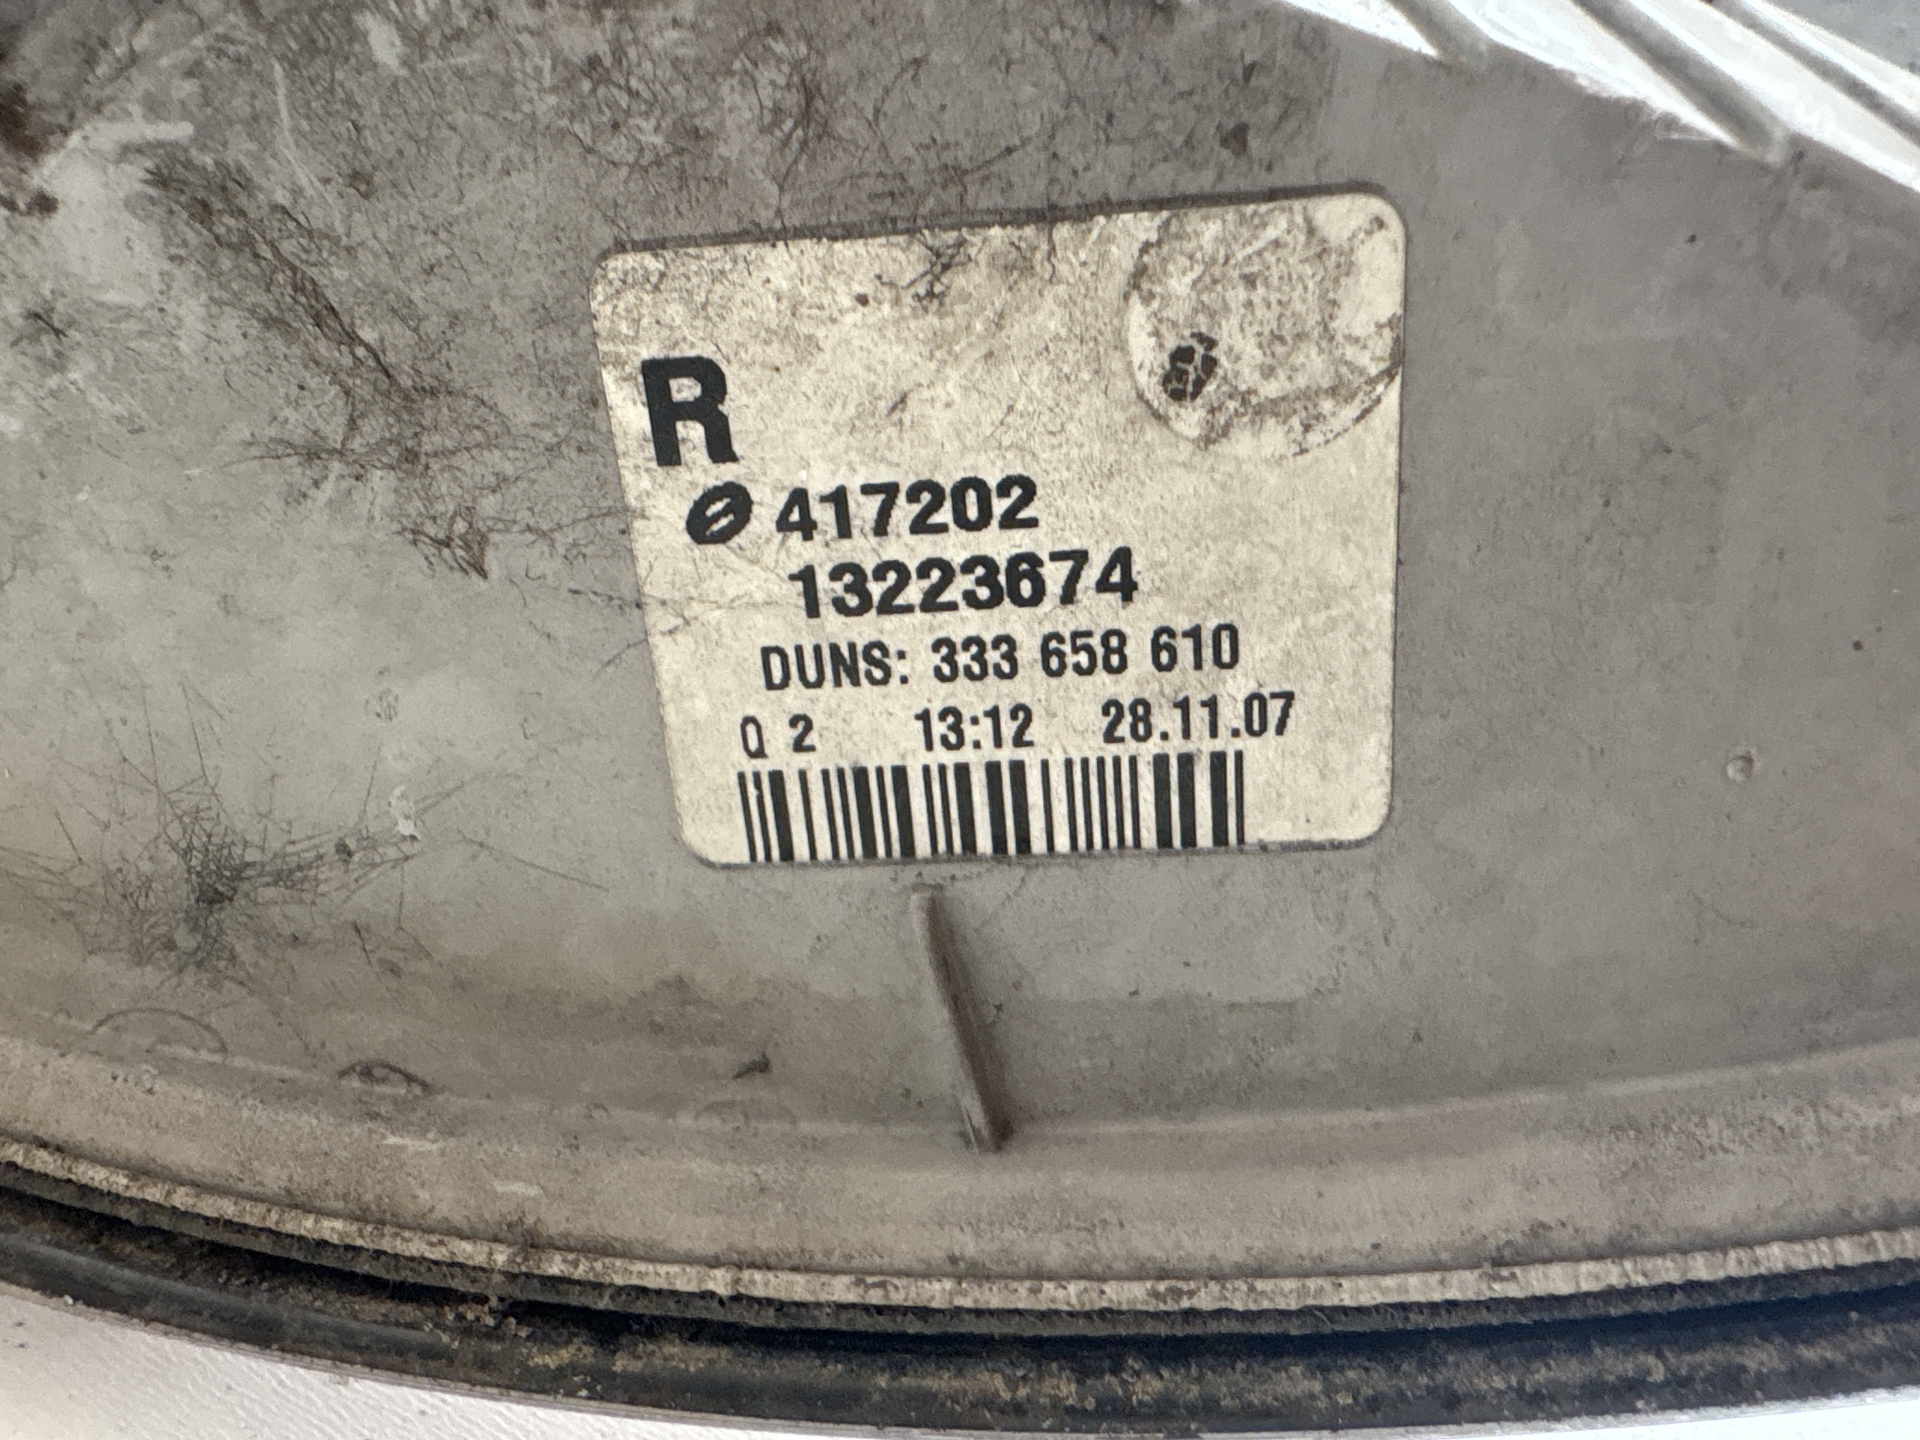 R
417202
13223674
DUNS: 333 658 610
Q 2 13:12 28.11.07